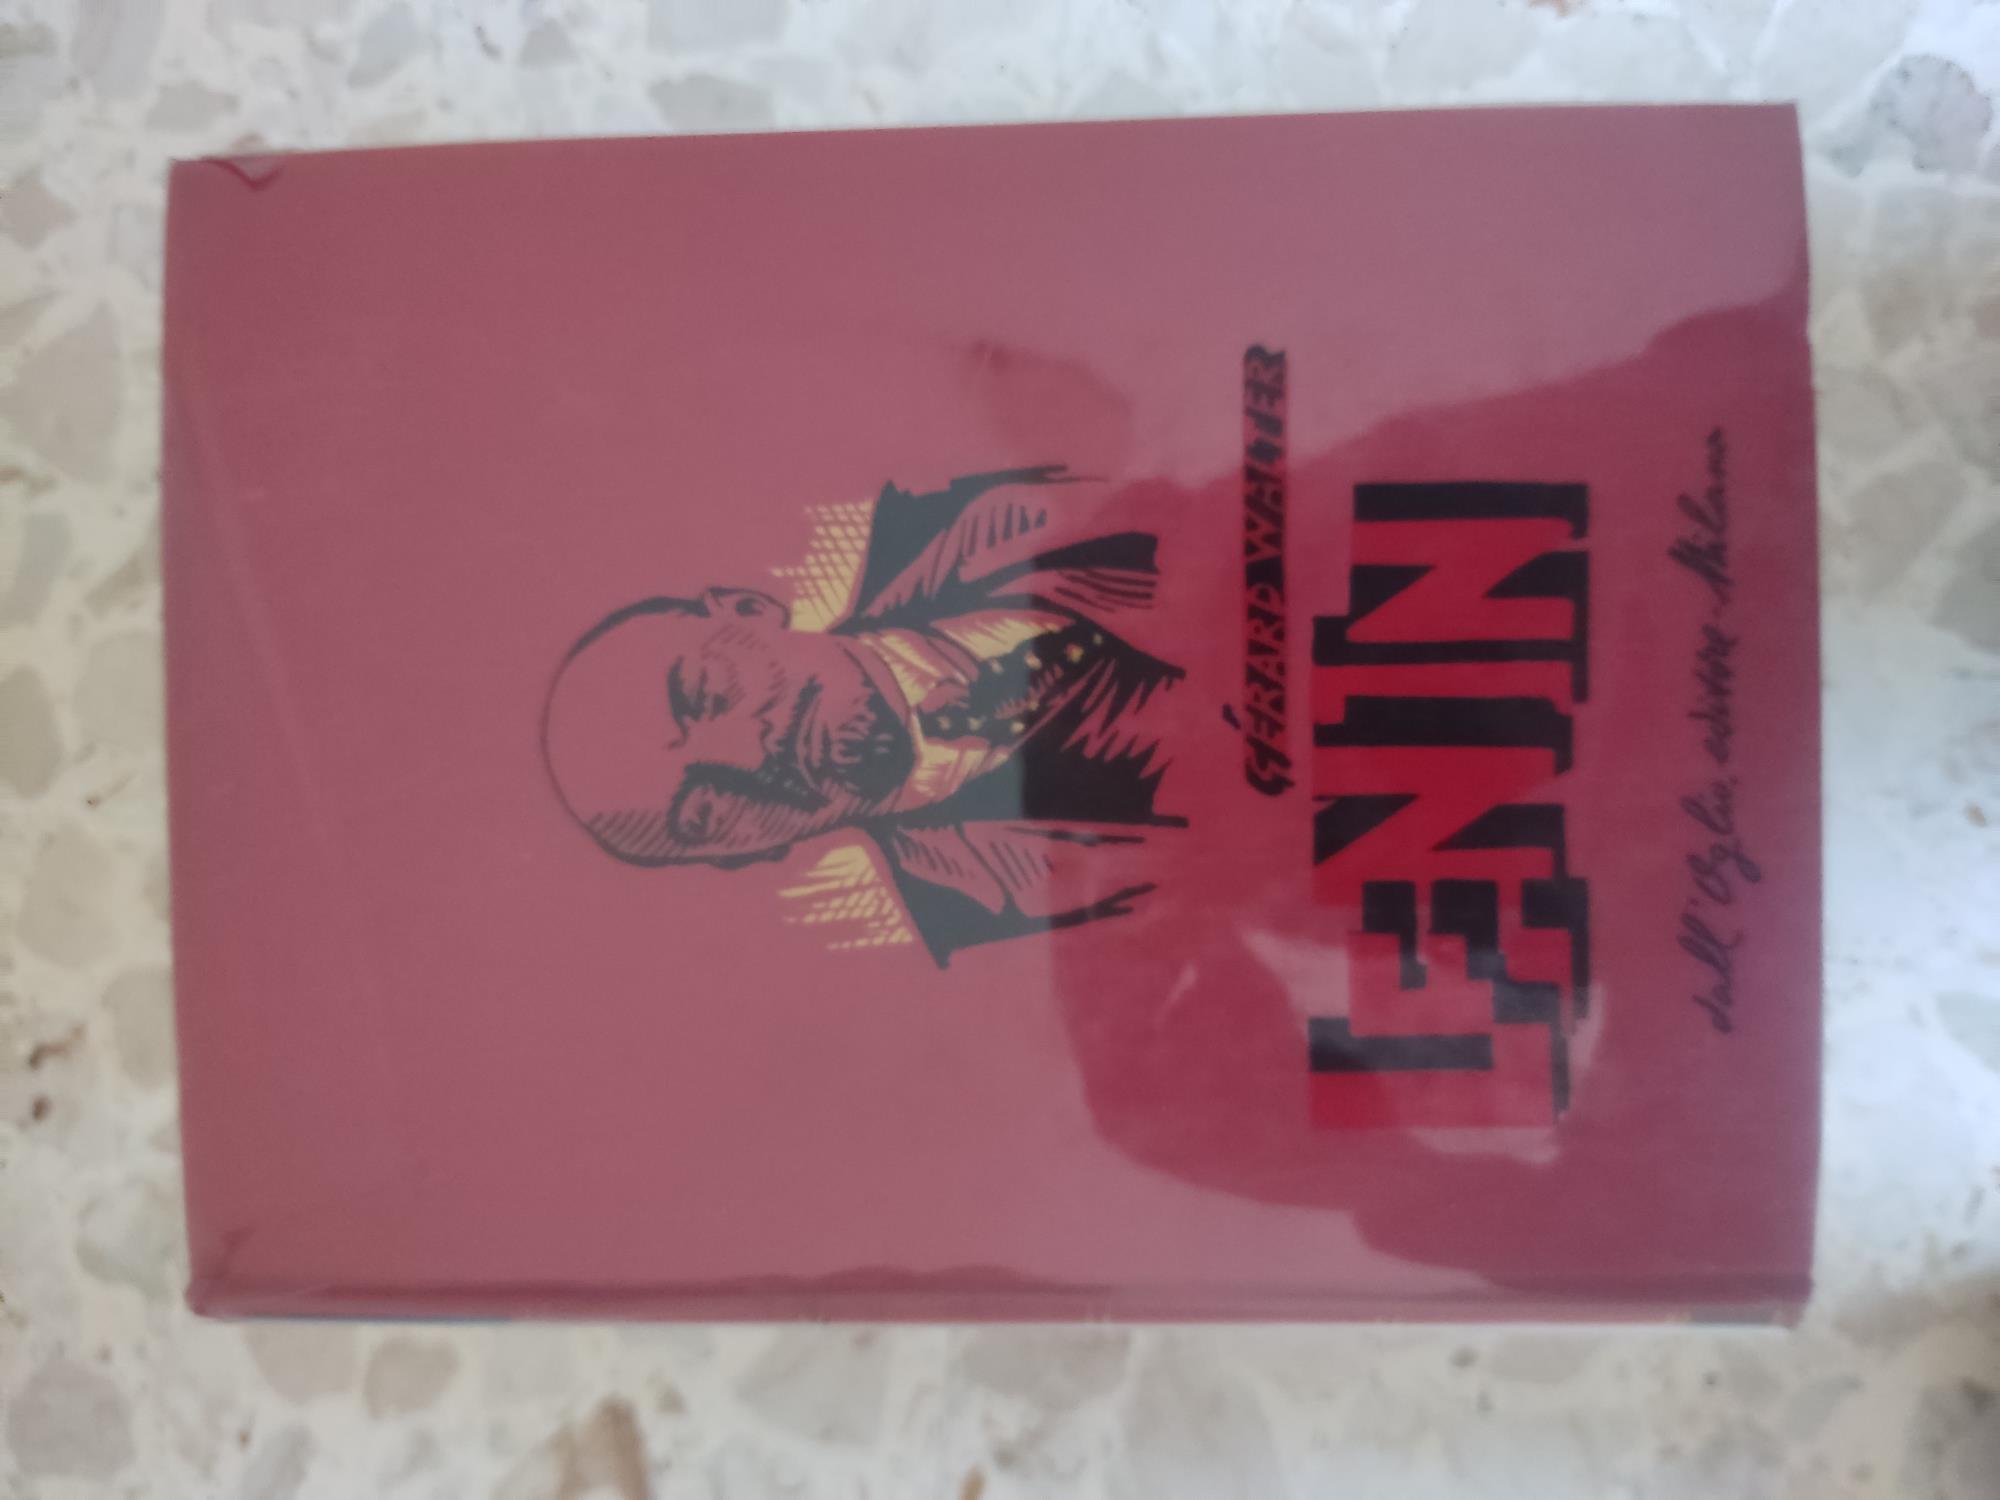 GÉRARD WALTER
LENIN
dall'Oglio, editore - Milano